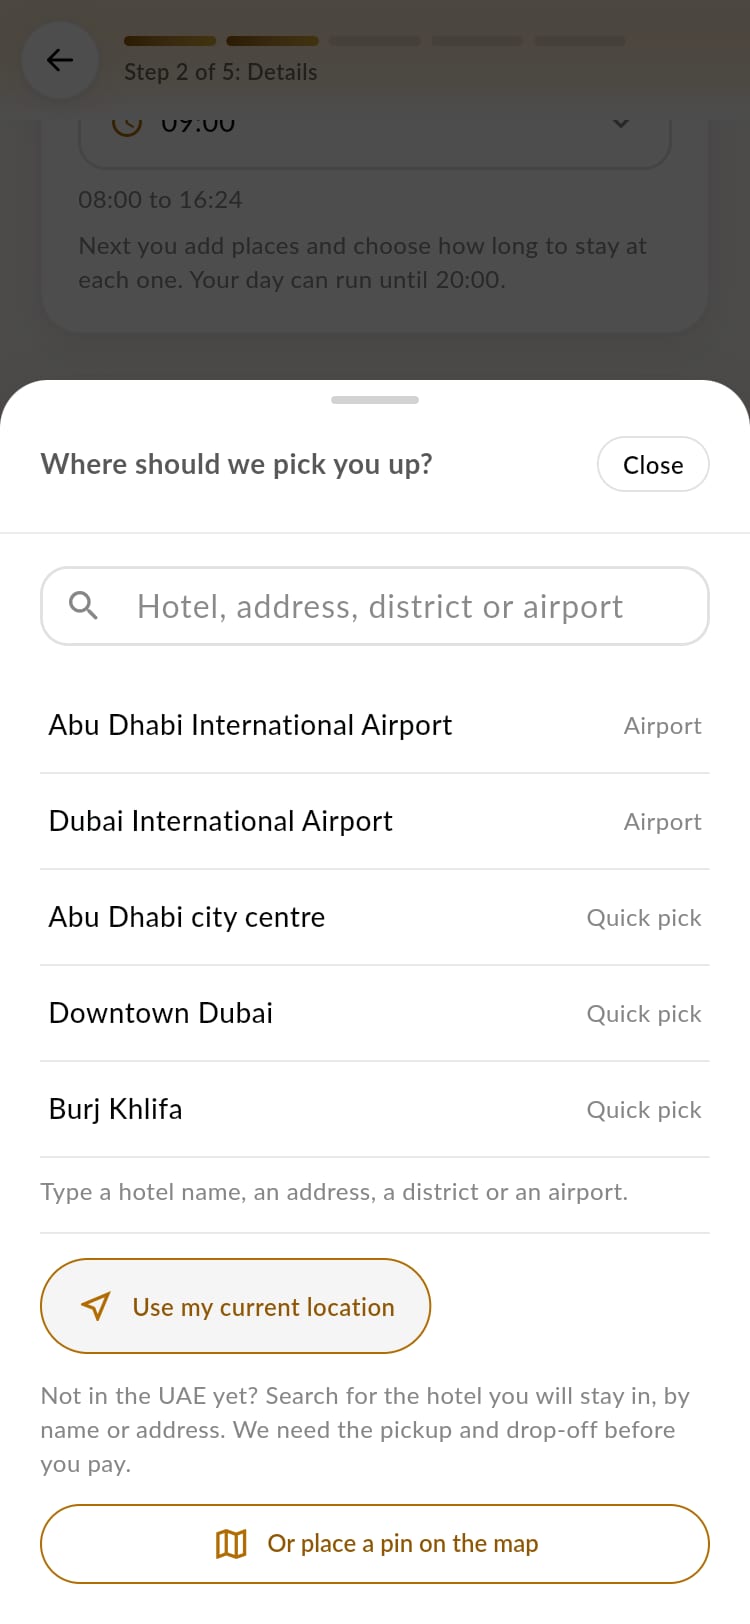 Step 2 of 5: Details
09:00
08:00 to 16:24
Next you add places and choose how long to stay at
each one. Your day can run until 20:00.
Where should we pick you up?
Close
Hotel, address, district or airport
Abu Dhabi International Airport
Airport
Dubai International Airport
Airport
Abu Dhabi city centre
Quick pick
Downtown Dubai
Quick pick
Burj Khlifa
Quick pick
Type a hotel name, an address, a district or an airport.
Use my current location
Not in the UAE yet? Search for the hotel you will stay in, by
name or address. We need the pickup and drop-off before
you pay.
Or place a pin on the map